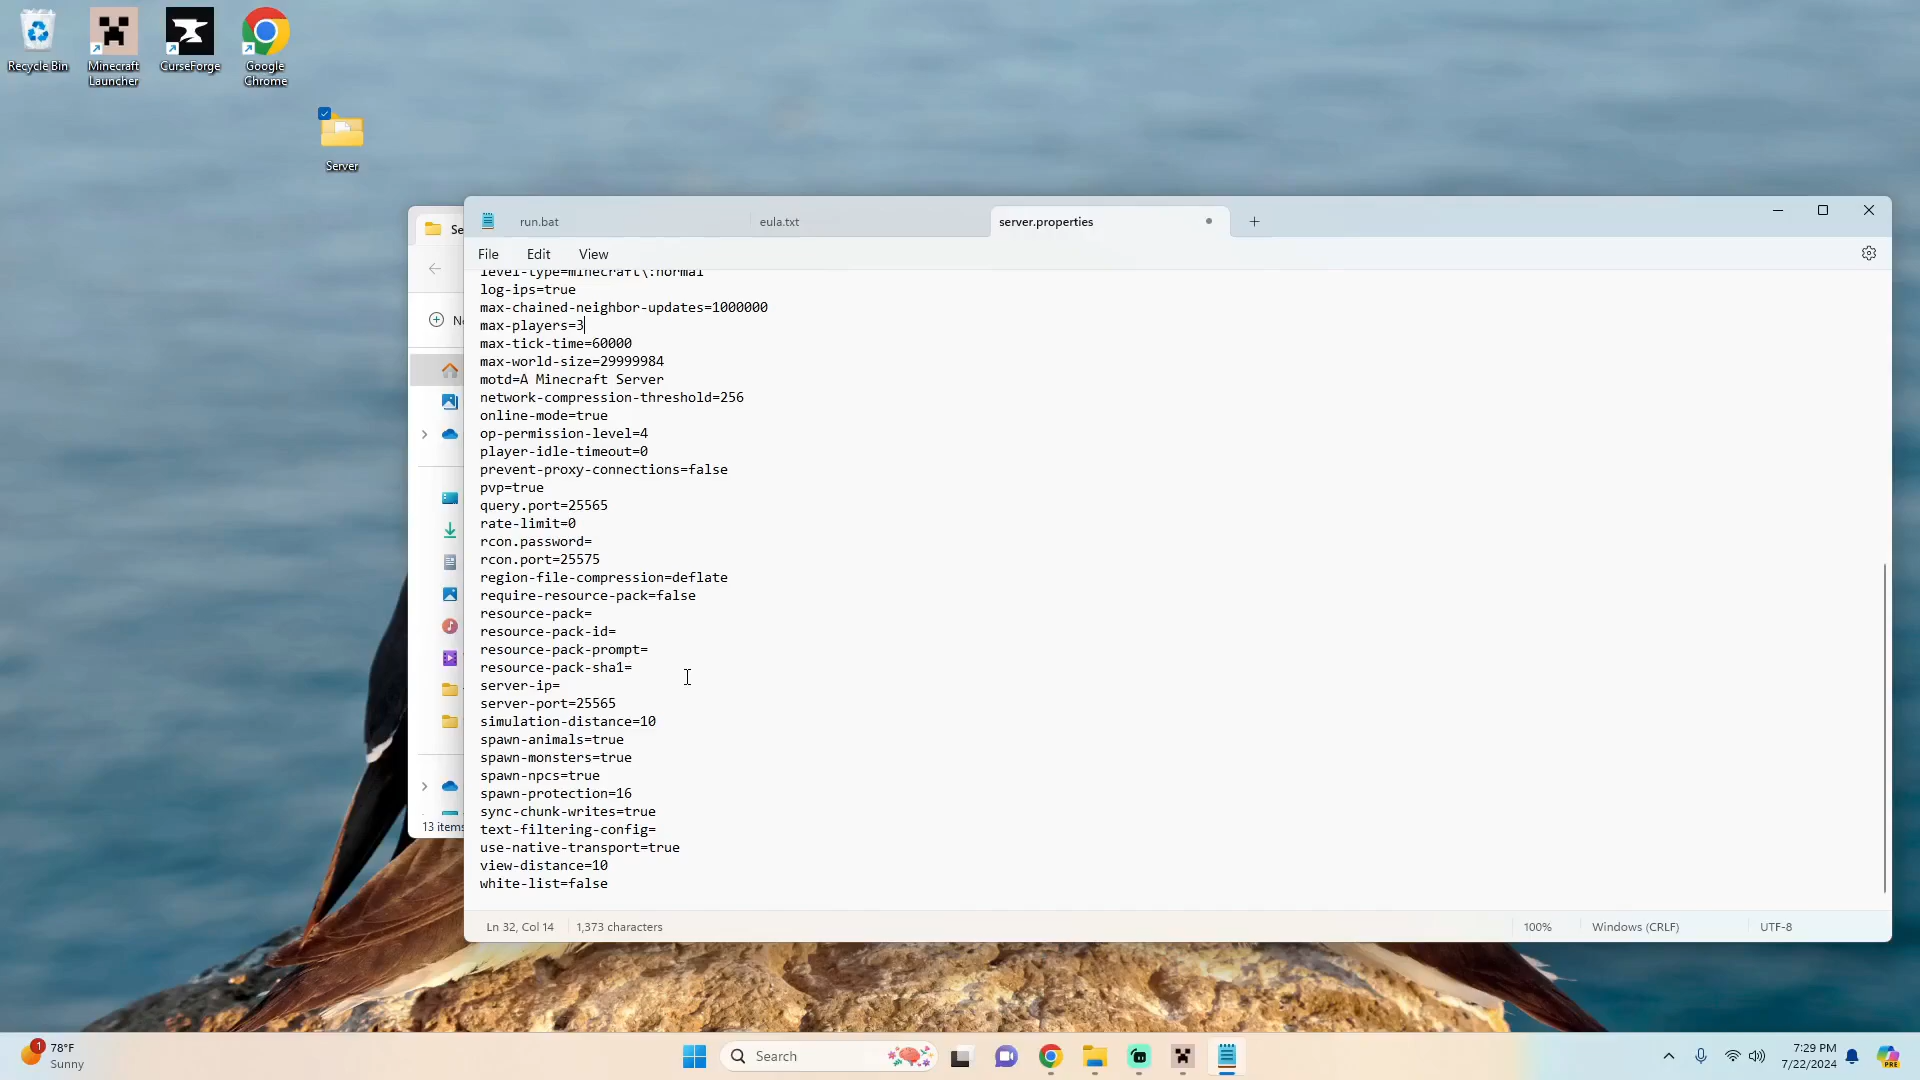 Recycle Bin
Minecraft Launcher
CurseForge
Google Chrome
Server
run.bat
eula.txt
server.properties
File
Edit
View
level-type=minecraft\:normal
log-ips=true
max-chained-neighbor-updates=1000000
max-players=3
max-tick-time=60000
max-world-size=29999984
motd=A Minecraft Server
network-compression-threshold=256
online-mode=true
op-permission-level=4
player-idle-timeout=0
prevent-proxy-connections=false
pvp=true
query.port=25565
rate-limit=0
rcon.password=
rcon.port=25575
region-file-compression=deflate
require-resource-pack=false
resource-pack=
resource-pack-id=
resource-pack-prompt=
resource-pack-sha1=
server-ip=
server-port=25565
simulation-distance=10
spawn-animals=true
spawn-monsters=true
spawn-npcs=true
spawn-protection=16
sync-chunk-writes=true
text-filtering-config=
use-native-transport=true
view-distance=10
white-list=false
13 items
Ln 32, Col 14
1,373 characters
100%
Windows (CRLF)
UTF-8
1
78°F
Sunny
Search
7:29 PM
7/22/2024
PRE